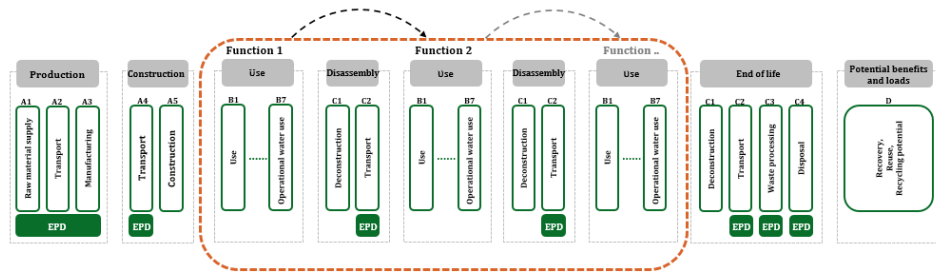 Function 1
Function 2
Function ..
Production
Construction
Use
Disassembly
Use
Disassembly
Use
End of life
Potential benefits
and loads
A1
A2
A3
A4
A5
B1
B7
C1
C2
B1
B7
C1
C2
B1
B7
C1
C2
C3
C4
D
Raw material supply
Transport
Manufacturing
Transport
Construction
Use
........
Operational water use
Deconstruction
Transport
Use
........
Operational water use
Deconstruction
Transport
Use
........
Operational water use
Deconstruction
Transport
Waste processing
Disposal
Recovery,
Reuse,
Recycling potential
EPD
EPD
EPD
EPD
EPD
EPD
EPD